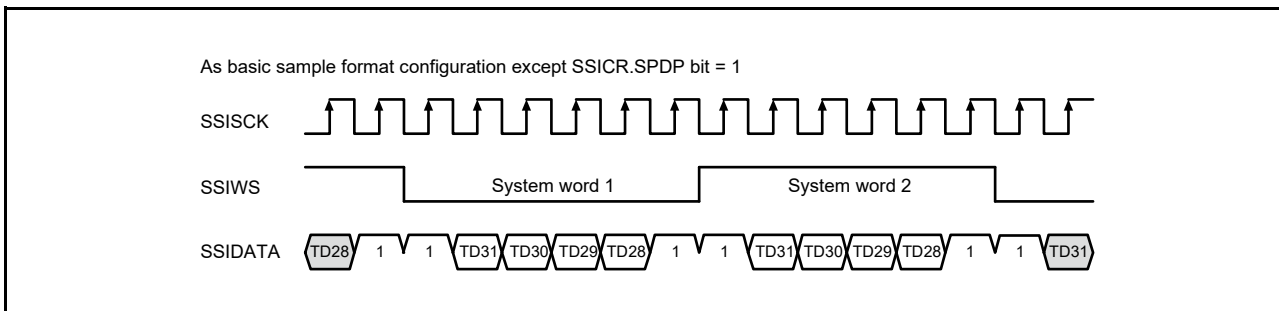 As basic sample format configuration except SSICR.SPDP bit = 1
SSISCK
SSIWS System word 1 System word 2
SSIDATA TD28 1 1 TD31 TD30 TD29 TD28 1 1 TD31 TD30 TD29 TD28 1 1 TD31